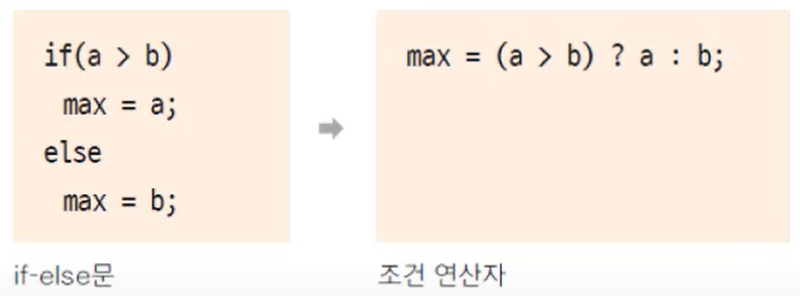 if(a > b)
max = a;
else
max = b;
if-else문
max = (a > b) ? a : b;
조건 연산자